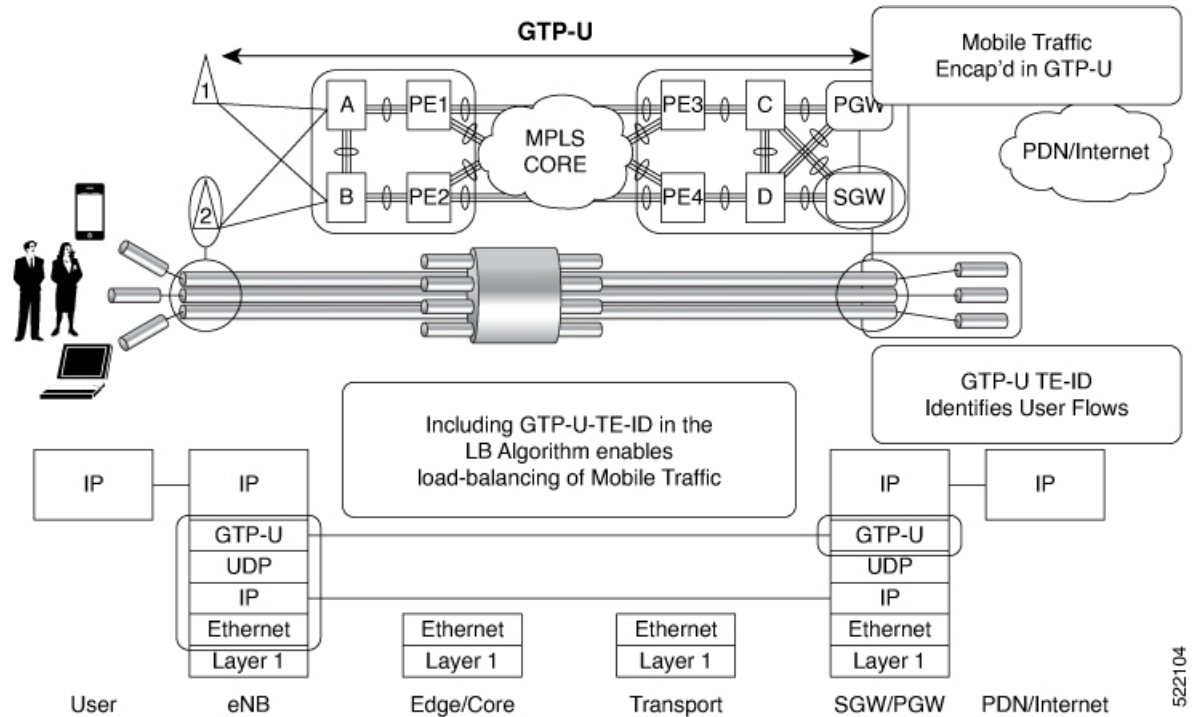 GTP-U
Mobile Traffic
Encap'd in GTP-U
1
A
PE1
PE3
C
PGW
MPLS
CORE
PDN/Internet
2
B
PE2
PE4
D
SGW
GTP-U TE-ID
Identifies User Flows
Including GTP-U-TE-ID in the
LB Algorithm enables
load-balancing of Mobile Traffic
IP
IP
IP
IP
GTP-U
GTP-U
UDP
UDP
IP
IP
Ethernet
Ethernet
Ethernet
Ethernet
Layer 1
Layer 1
Layer 1
Layer 1
User
eNB
Edge/Core
Transport
SGW/PGW
PDN/Internet
522104